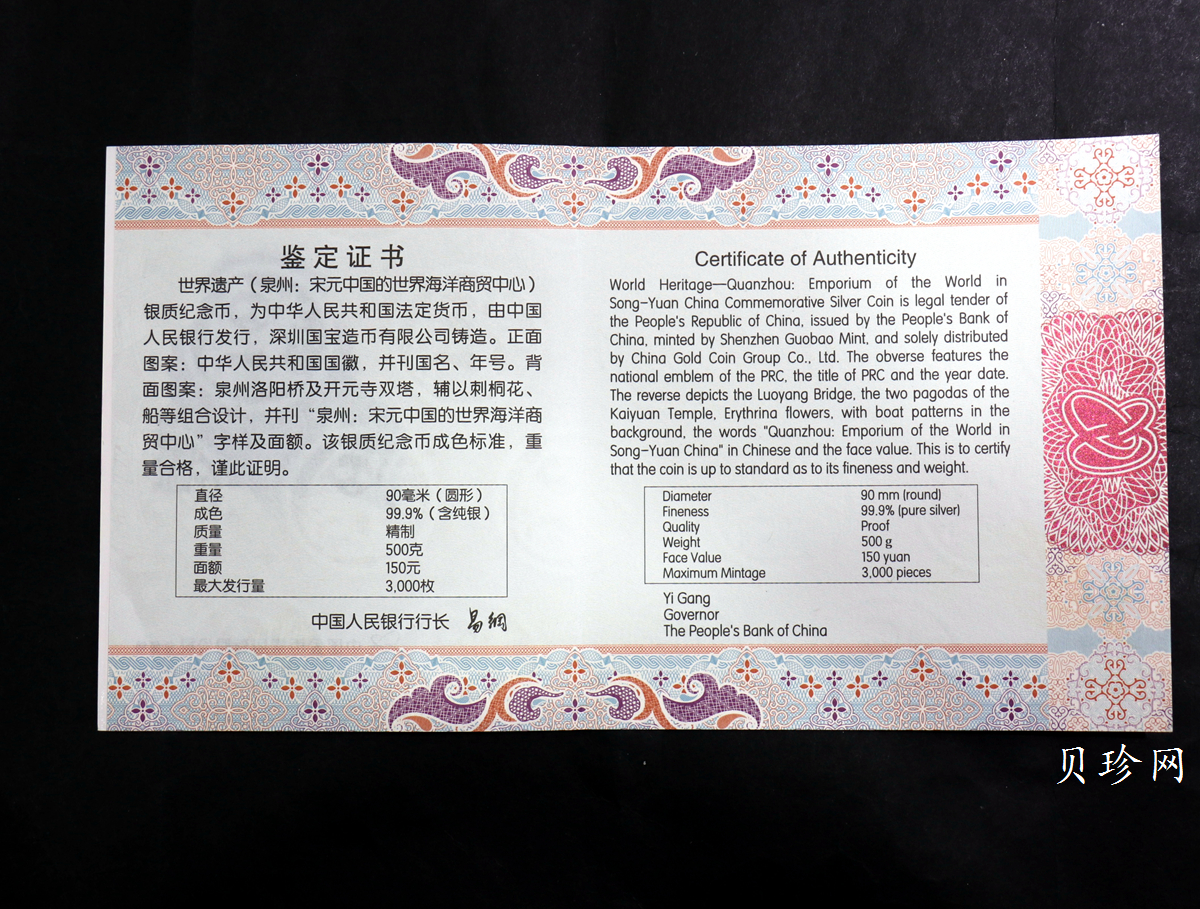 鉴定证书
世界遗产（泉州：宋元中国的世界海洋商贸中心）
银质纪念币，为中华人民共和国法定货币，由中国
人民银行发行，深圳国宝造币有限公司铸造。正面
图案：中华人民共和国国徽，并刊国名、年号。背
面图案：泉州洛阳桥及开元寺双塔，辅以刺桐花、
船等组合设计，并刊“泉州：宋元中国的世界海洋商
贸中心”字样及面额。该银质纪念币成色标准，重
量合格，谨此证明。
直径 90毫米（圆形）
成色 99.9%（含纯银）
质量 精制
重量 500克
面额 150元
最大发行量 3,000枚
中国人民银行行长 易纲
Certificate of Authenticity
World Heritage—Quanzhou: Emporium of the World in
Song-Yuan China Commemorative Silver Coin is legal tender of
the People's Republic of China, issued by the People's Bank of
China, minted by Shenzhen Guobao Mint, and solely distributed
by China Gold Coin Group Co., Ltd. The obverse features the
national emblem of the PRC, the title of PRC and the year date.
The reverse depicts the Luoyang Bridge, the two pagodas of the
Kaiyuan Temple, Erythrina flowers, with boat patterns in the
background, the words "Quanzhou: Emporium of the World in
Song-Yuan China" in Chinese and the face value. This is to certify
that the coin is up to standard as to its fineness and weight.
Diameter 90 mm (round)
Fineness 99.9% (pure silver)
Quality Proof
Weight 500 g
Face Value 150 yuan
Maximum Mintage 3,000 pieces
Yi Gang
Governor
The People's Bank of China
贝珍网